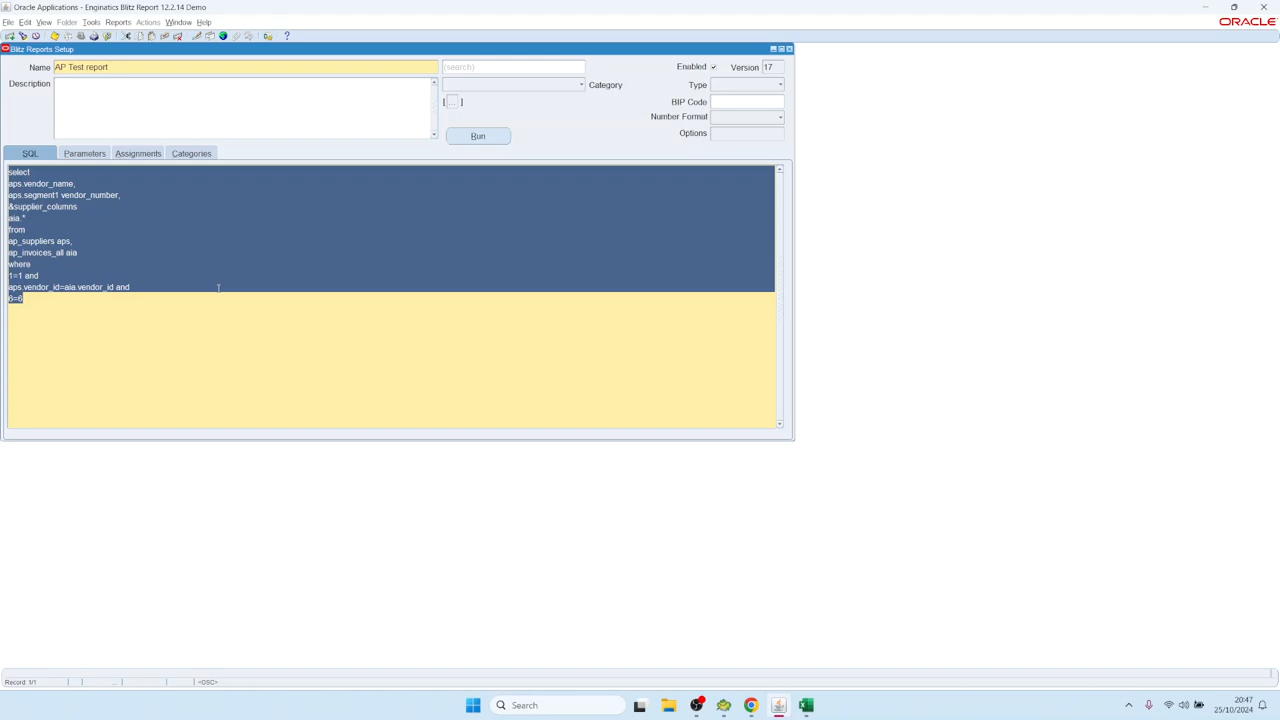 Oracle Applications - Enginatics Blitz Report 12.2.14 Demo
File Edit View Folder Tools Reports Actions Window Help
ORACLE
Blitz Reports Setup
Name AP Test report (search) Enabled Version 17
Description Category Type
[ ... ] BIP Code
Number Format
Run Options
SQL Parameters Assignments Categories
select
aps.vendor_name,
aps.segment1 vendor_number,
&supplier_columns
aia.*
from
ap_suppliers aps,
ap_invoices_all aia
where
1=1 and
aps.vendor_id=aia.vendor_id and
6=6
Record: 1/1 ... <OSC>
Search
20:47
25/10/2024